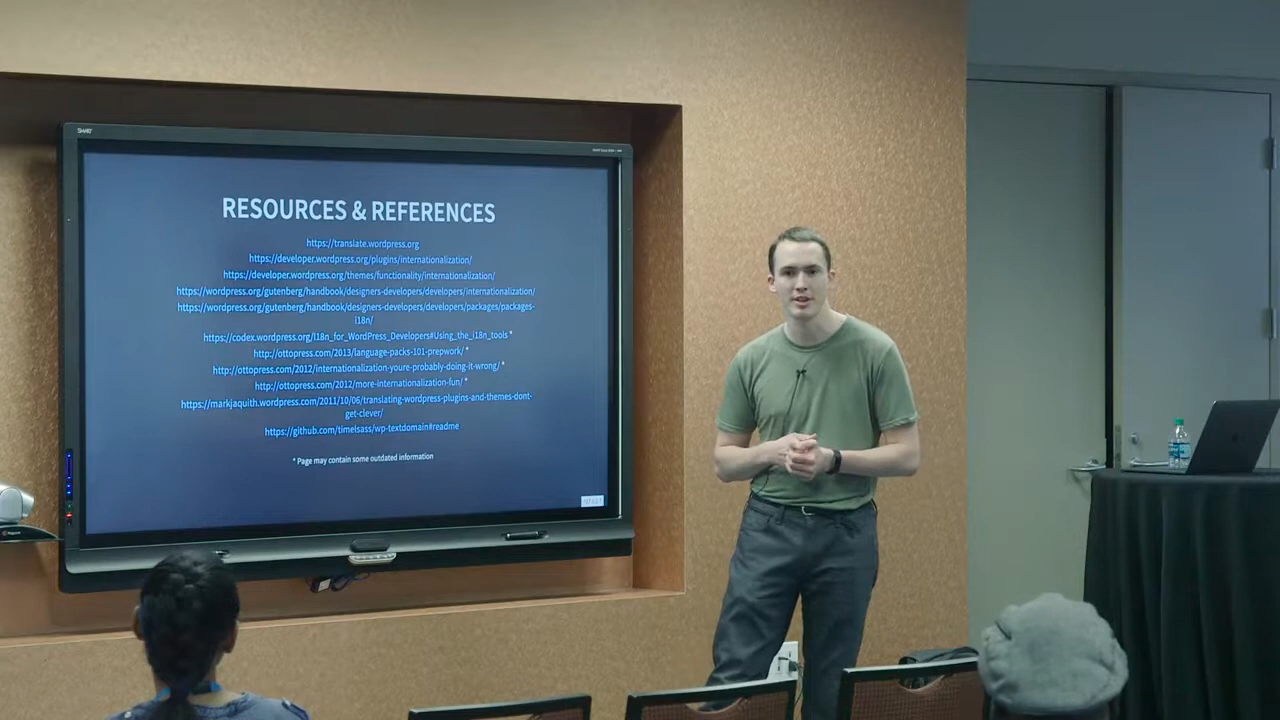 SMART
RESOURCES & REFERENCES
https://translate.wordpress.org
https://developer.wordpress.org/plugins/internationalization/
https://developer.wordpress.org/themes/functionality/internationalization/
https://wordpress.org/gutenberg/handbook/designers-developers/developers/internationalization/
https://wordpress.org/gutenberg/handbook/designers-developers/developers/packages/packages-
i18n/
https://codex.wordpress.org/I18n_for_WordPress_Developers#Using_the_i18n_tools *
http://ottopress.com/2013/language-packs-101-prepwork/ *
http://ottopress.com/2012/internationalization-youre-probably-doing-it-wrong/ *
http://ottopress.com/2012/more-internationalization-fun/ *
https://markjaquith.wordpress.com/2011/10/06/translating-wordpress-plugins-and-themes-dont-
get-clever/
https://github.com/timelsass/wp-textdomain#readme
* Page may contain some outdated information